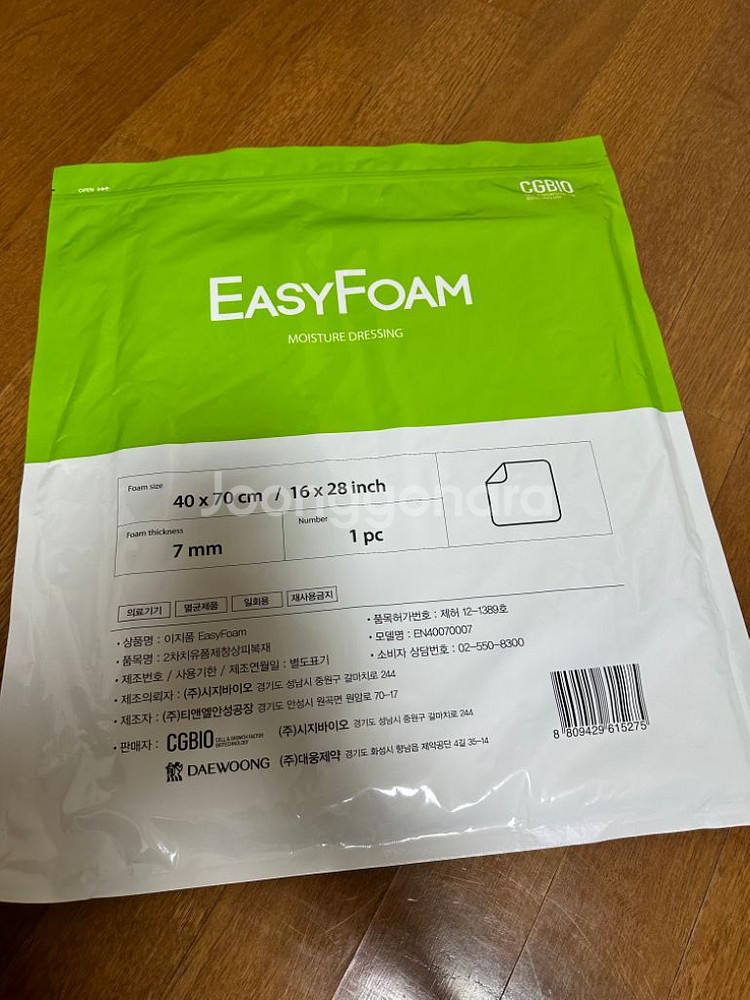 OPEN
CGBIO
EASYFOAM
MOISTURE DRESSING
Foam size
40 x 70 cm / 16 x 28 inch
Foam thickness
7 mm
Number
1 pc
Joonggonara
의료기기 멸균제품 일회용 재사용금지
· 상품명 : 이지폼 EasyFoam
· 품목명 : 2차치유폼제창상피복재
· 제조번호 / 사용기한 / 제조연월일 : 별도표기
· 품목허가번호 : 제허 12-1389호
· 모델명 : EN40070007
· 소비자 상담번호 : 02-550-8300
· 제조의뢰자 : (주)시지바이오 경기도 성남시 중원구 갈마치로 244
· 제조자 : (주)티앤엘안성공장 경기도 안성시 원곡면 원암로 70-17
· 판매자 : CGBIO CELL & GROWTH FACTOR BIOTECHNOLOGY (주)시지바이오 경기도 성남시 중원구 갈마치로 244
DAEWOONG (주)대웅제약 경기도 화성시 향남읍 제약공단 4길 35-14
8 809429 615275